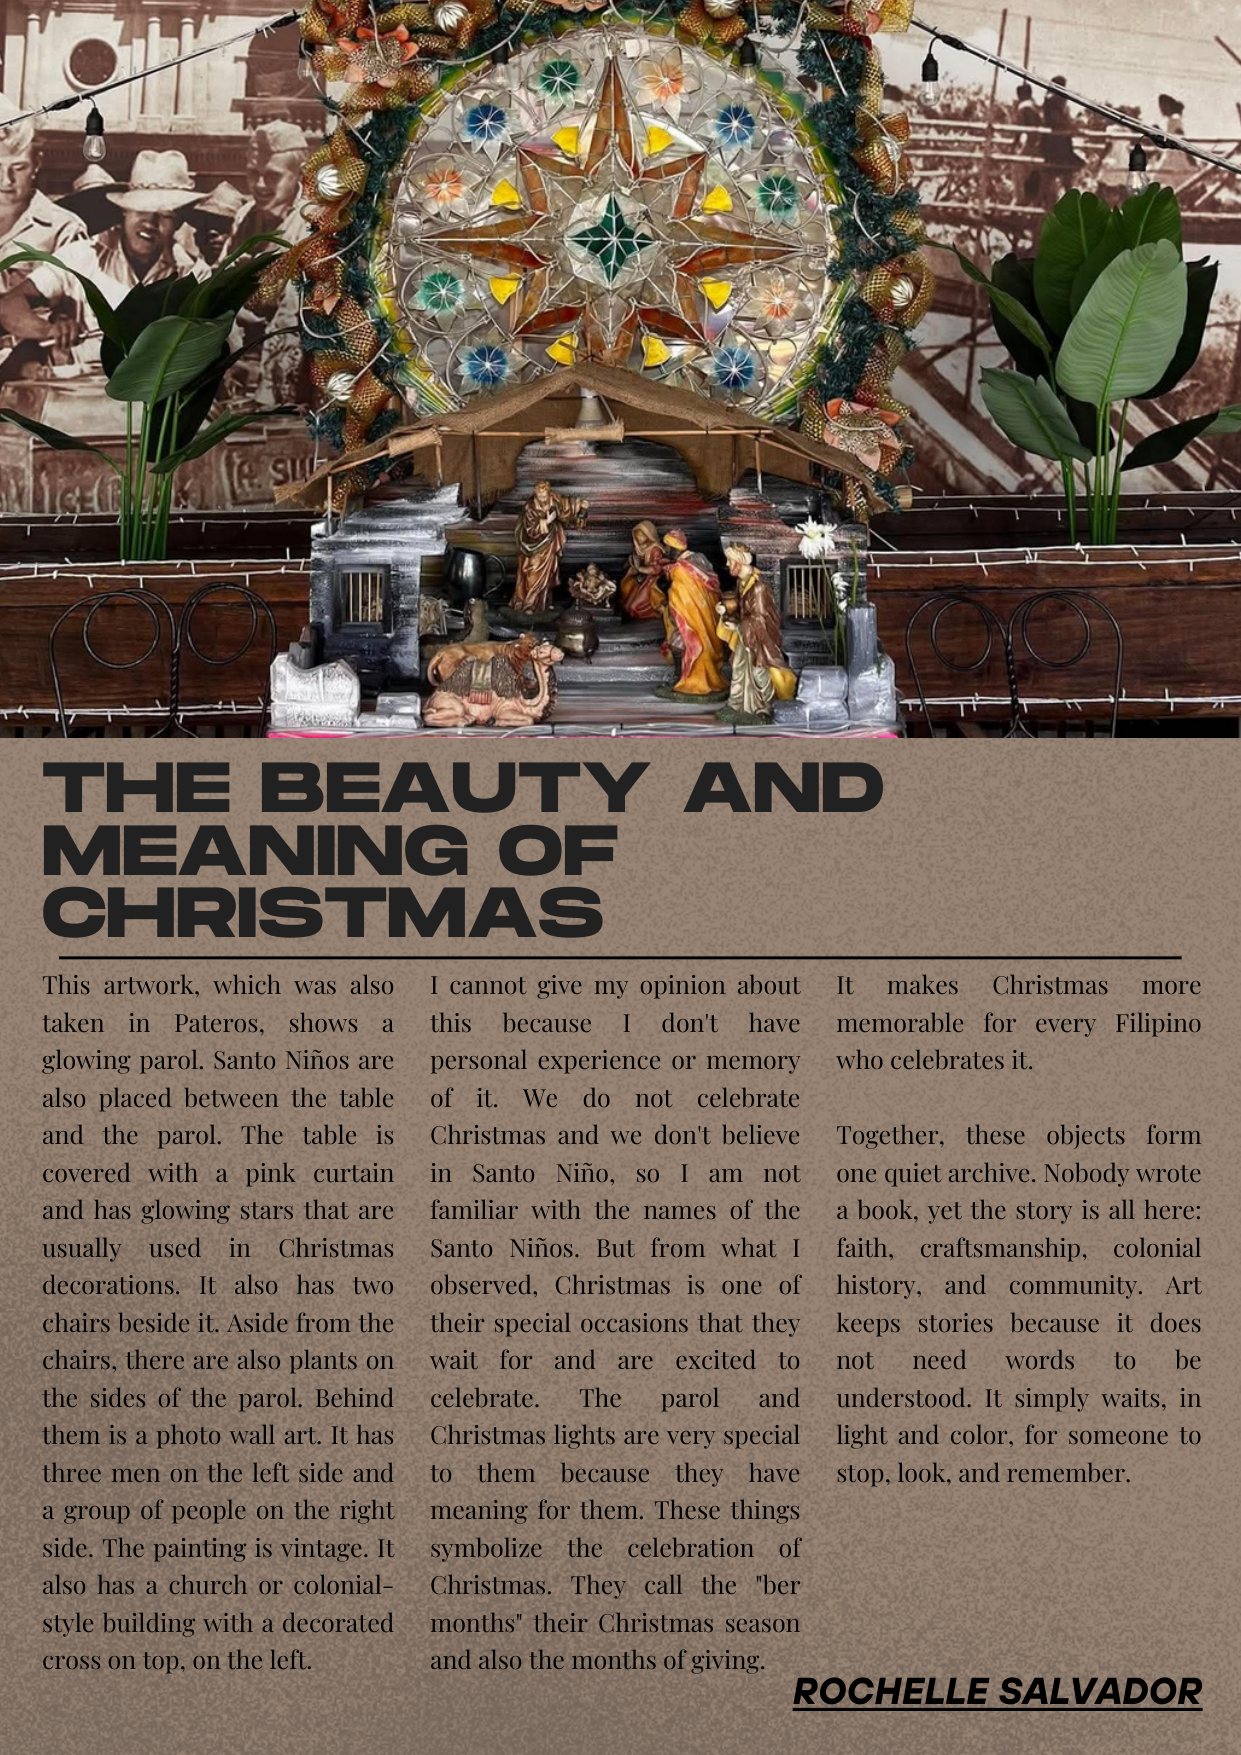 THE BEAUTY AND
MEANING OF
CHRISTMAS
This artwork, which was also
taken in Pateros, shows a
glowing parol. Santo Niños are
also placed between the table
and the parol. The table is
covered with a pink curtain
and has glowing stars that are
usually used in Christmas
decorations. It also has two
chairs beside it. Aside from the
chairs, there are also plants on
the sides of the parol. Behind
them is a photo wall art. It has
three men on the left side and
a group of people on the right
side. The painting is vintage. It
also has a church or colonial-
style building with a decorated
cross on top, on the left.
I cannot give my opinion about
this because I don't have
personal experience or memory
of it. We do not celebrate
Christmas and we don't believe
in Santo Niño, so I am not
familiar with the names of the
Santo Niños. But from what I
observed, Christmas is one of
their special occasions that they
wait for and are excited to
celebrate. The parol and
Christmas lights are very special
to them because they have
meaning for them. These things
symbolize the celebration of
Christmas. They call the "ber
months" their Christmas season
and also the months of giving.
It makes Christmas more
memorable for every Filipino
who celebrates it.
Together, these objects form
one quiet archive. Nobody wrote
a book, yet the story is all here:
faith, craftsmanship, colonial
history, and community. Art
keeps stories because it does
not need words to be
understood. It simply waits, in
light and color, for someone to
stop, look, and remember.
ROCHELLE SALVADOR